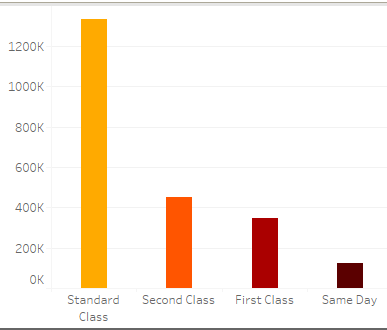 1200K
1000K
800K
600K
400K
200K
0K
Standard
Class
Second Class
First Class
Same Day